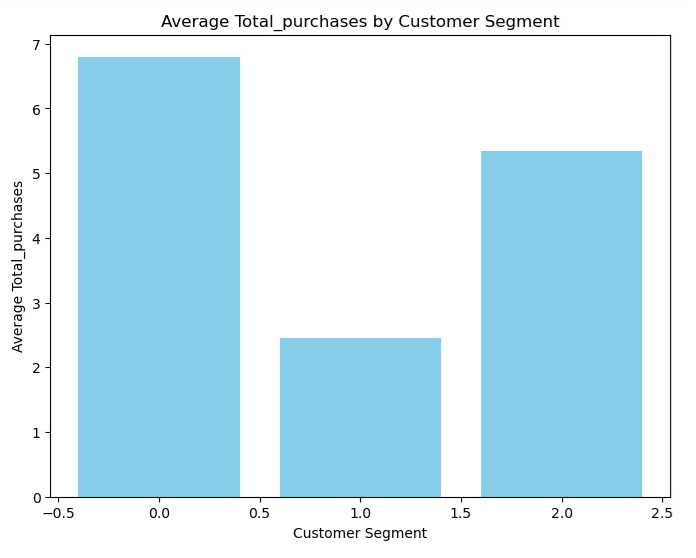 Average Total_purchases by Customer Segment
7
6
5
4
3
2
1
0
Average Total_purchases
−0.5 0.0 0.5 1.0 1.5 2.0 2.5
Customer Segment